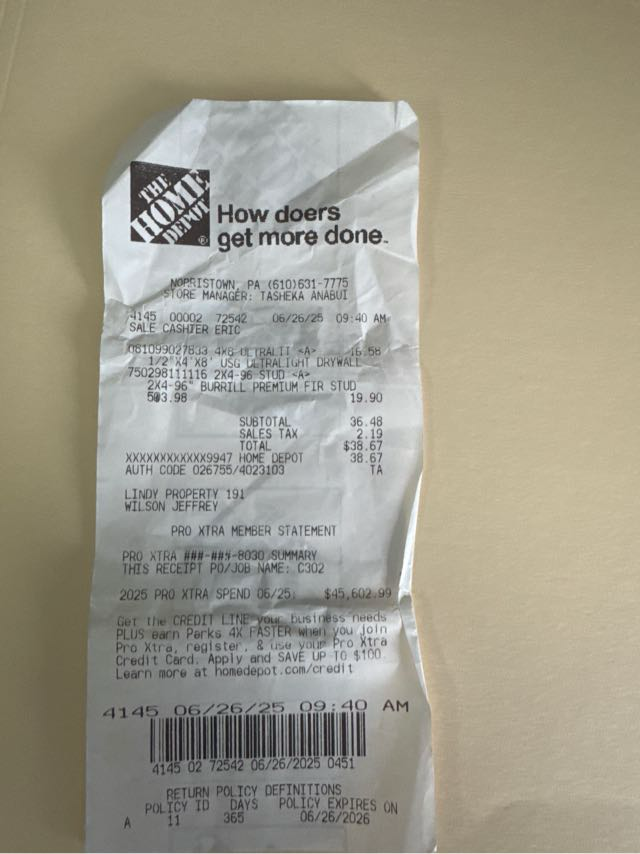 THE
HOME
DEPOT
®
How doers
get more done™
NORRISTOWN, PA (610)631-7775
STORE MANAGER: TASHEKA ANABUI
4145 00002 72542 06/26/25 09:40 AM
SALE CASHIER ERIC
081099027833 4X8 ULTRALIT <A> 16.58
1/2"X4'X8' USG ULTRALIGHT DRYWALL
750298111116 2X4-96 STUD <A>
2X4-96" BURRILL PREMIUM FIR STUD
5@3.98 19.90
SUBTOTAL 36.48
SALES TAX 2.19
TOTAL $38.67
XXXXXXXXXXXX9947 HOME DEPOT 38.67
AUTH CODE 026755/4023103 TA
LINDY PROPERTY 191
WILSON JEFFREY
PRO XTRA MEMBER STATEMENT
PRO XTRA ###-###-8030 SUMMARY
THIS RECEIPT PO/JOB NAME: C302
2025 PRO XTRA SPEND 06/25: $45,602.99
Get the CREDIT LINE your business needs
PLUS earn Perks 4X FASTER when you join
Pro Xtra, register, & use your Pro Xtra
Credit Card. Apply and SAVE UP TO $100.
Learn more at homedepot.com/credit
4145 06/26/25 09:40 AM
4145 02 72542 06/26/2025 0451
RETURN POLICY DEFINITIONS
POLICY ID DAYS POLICY EXPIRES ON
A 11 365 06/26/2026